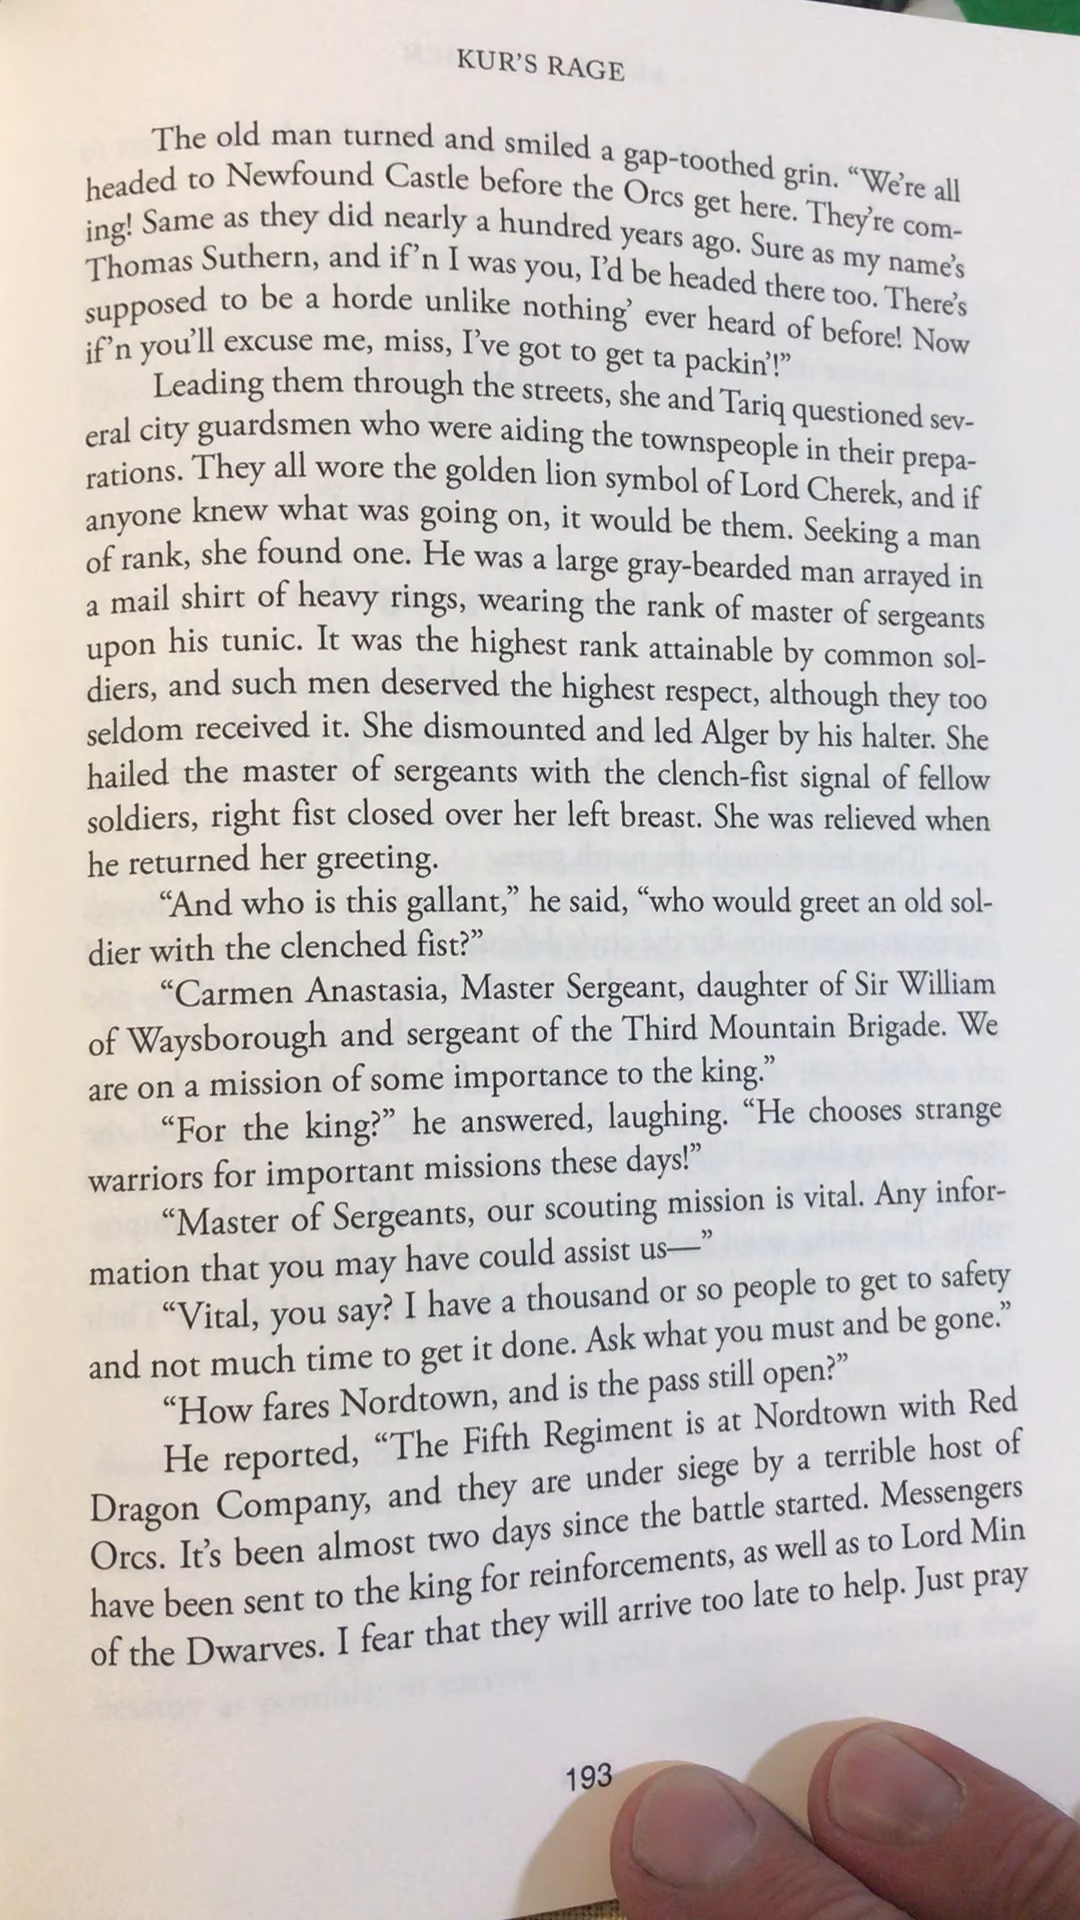 KUR'S RAGE
The old man turned and smiled a gap-toothed grin. “We’re all
headed to Newfound Castle before the Orcs get here. They’re com-
ing! Same as they did nearly a hundred years ago. Sure as my name’s
Thomas Suthern, and if’n I was you, I’d be headed there too. There’s
supposed to be a horde unlike nothing’ ever heard of before! Now
if’n you’ll excuse me, miss, I’ve got to get ta packin’!”
Leading them through the streets, she and Tariq questioned sev-
eral city guardsmen who were aiding the townspeople in their prepa-
rations. They all wore the golden lion symbol of Lord Cherek, and if
anyone knew what was going on, it would be them. Seeking a man
of rank, she found one. He was a large gray-bearded man arrayed in
a mail shirt of heavy rings, wearing the rank of master of sergeants
upon his tunic. It was the highest rank attainable by common sol-
diers, and such men deserved the highest respect, although they too
seldom received it. She dismounted and led Alger by his halter. She
hailed the master of sergeants with the clench-fist signal of fellow
soldiers, right fist closed over her left breast. She was relieved when
he returned her greeting.
“And who is this gallant,” he said, “who would greet an old sol-
dier with the clenched fist?”
“Carmen Anastasia, Master Sergeant, daughter of Sir William
of Waysborough and sergeant of the Third Mountain Brigade. We
are on a mission of some importance to the king.”
“For the king?” he answered, laughing. “He chooses strange
warriors for important missions these days!”
“Master of Sergeants, our scouting mission is vital. Any infor-
mation that you may have could assist us—”
“Vital, you say? I have a thousand or so people to get to safety
and not much time to get it done. Ask what you must and be gone.”
“How fares Nordtown, and is the pass still open?”
He reported, “The Fifth Regiment is at Nordtown with Red
Dragon Company, and they are under siege by a terrible host of
Orcs. It’s been almost two days since the battle started. Messengers
have been sent to the king for reinforcements, as well as to Lord Min
of the Dwarves. I fear that they will arrive too late to help. Just pray
193